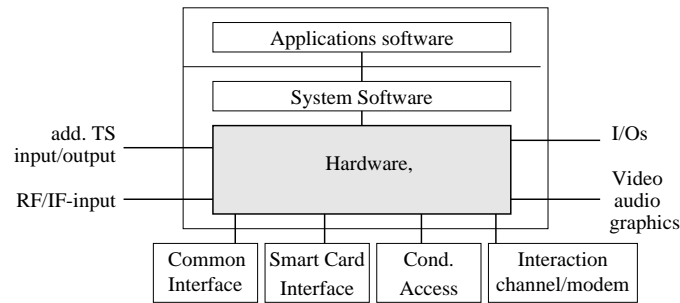 Applications software
System Software
add. TS
input/output
Hardware,
I/Os
RF/IF-input
Video
audio
graphics
Common
Interface
Smart Card
Interface
Cond.
Access
Interaction
channel/modem